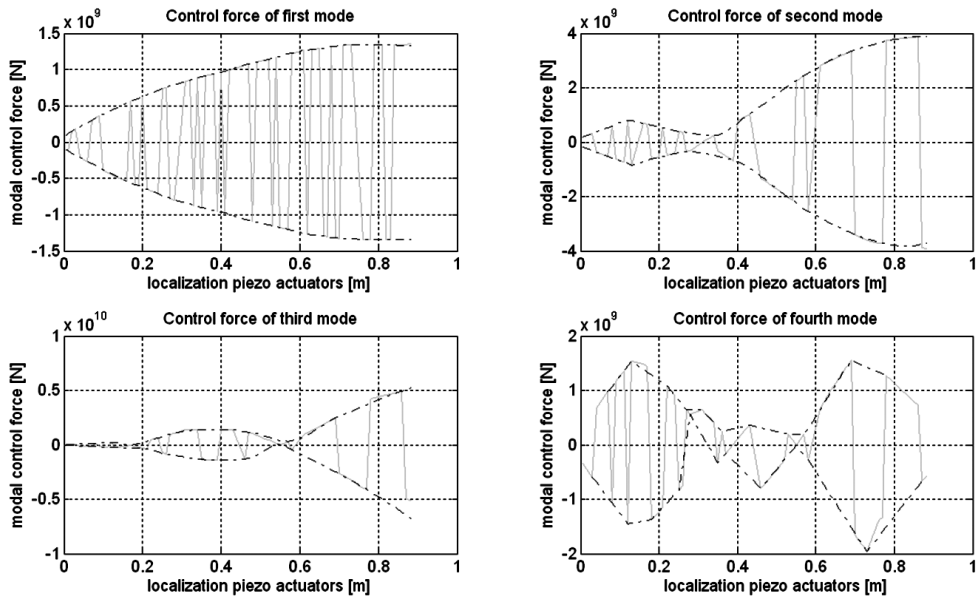 Control force of first mode
x 10^9
modal control force [N]
1.5
1
0.5
0
-0.5
-1
-1.5
0 0.2 0.4 0.6 0.8 1
localization piezo actuators [m]
Control force of second mode
x 10^9
modal control force [N]
4
2
0
-2
-4
0 0.2 0.4 0.6 0.8 1
localization piezo actuators [m]
Control force of third mode
x 10^10
modal control force [N]
1
0.5
0
-0.5
-1
0 0.2 0.4 0.6 0.8 1
localization piezo actuators [m]
Control force of fourth mode
x 10^9
modal control force [N]
2
1
0
-1
-2
0 0.2 0.4 0.6 0.8 1
localization piezo actuators [m]